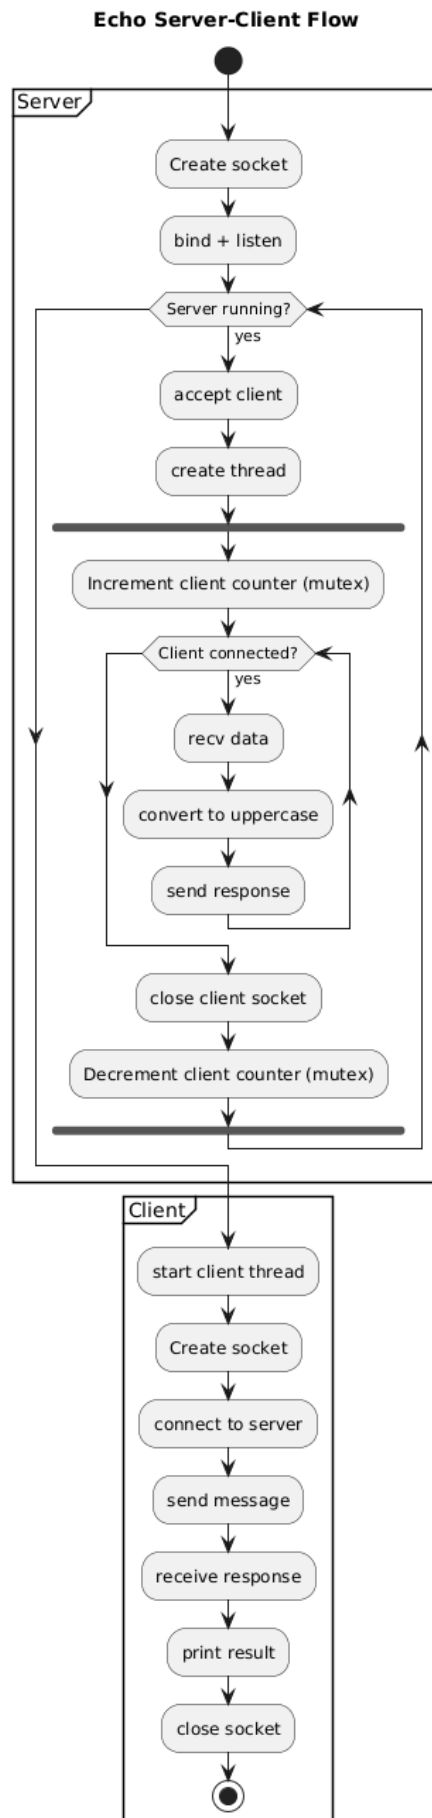 Echo Server-Client Flow
Server
Create socket
bind + listen
Server running?
yes
accept client
create thread
Increment client counter (mutex)
Client connected?
yes
recv data
convert to uppercase
send response
close client socket
Decrement client counter (mutex)
Client
start client thread
Create socket
connect to server
send message
receive response
print result
close socket